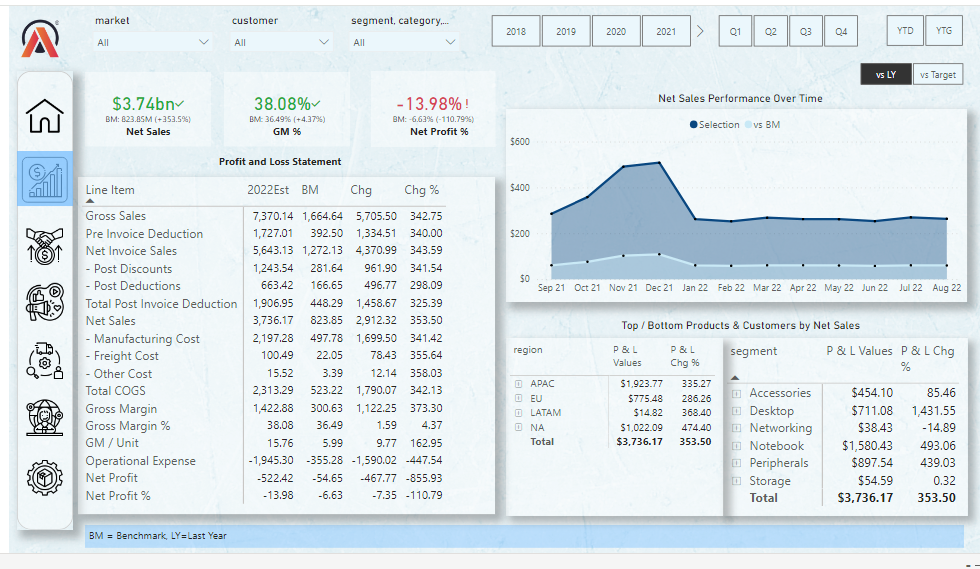 market customer segment, category,...
All All All
2018 2019 2020 2021 Q1 Q2 Q3 Q4 YTD YTG
vs LY vs Target
$3.74bn
BM: 823.85M (+353.5%)
Net Sales
38.08%
BM: 36.49% (+4.37%)
GM %
-13.98%!
BM: -6.63% (-110.79%)
Net Profit %
Profit and Loss Statement
Line Item 2022Est BM Chg Chg %
Gross Sales 7,370.14 1,664.64 5,705.50 342.75
Pre Invoice Deduction 1,727.01 392.50 1,334.51 340.00
Net Invoice Sales 5,643.13 1,272.13 4,370.99 343.59
- Post Discounts 1,243.54 281.64 961.90 341.54
- Post Deductions 663.42 166.65 496.77 298.09
Total Post Invoice Deduction 1,906.95 448.29 1,458.67 325.39
Net Sales 3,736.17 823.85 2,912.32 353.50
- Manufacturing Cost 2,197.28 497.78 1,699.50 341.42
- Freight Cost 100.49 22.05 78.43 355.64
- Other Cost 15.52 3.39 12.14 358.03
Total COGS 2,313.29 523.22 1,790.07 342.13
Gross Margin 1,422.88 300.63 1,122.25 373.30
Gross Margin % 38.08 36.49 1.59 4.37
GM / Unit 15.76 5.99 9.77 162.95
Operational Expense -1,945.30 -355.28 -1,590.02 -447.54
Net Profit -522.42 -54.65 -467.77 -855.93
Net Profit % -13.98 -6.63 -7.35 -110.79
Net Sales Performance Over Time
Selection vs BM
$600
$400
$200
$0
Sep 21 Oct 21 Nov 21 Dec 21 Jan 22 Feb 22 Mar 22 Apr 22 May 22 Jun 22 Jul 22 Aug 22
Top / Bottom Products & Customers by Net Sales
region P & L Values P & L Chg %
APAC $1,923.77 335.27
EU $775.48 286.26
LATAM $14.82 368.40
NA $1,022.09 474.40
Total $3,736.17 353.50
segment P & L Values P & L Chg %
Accessories $454.10 85.46
Desktop $711.08 1,431.55
Networking $38.43 -14.89
Notebook $1,580.43 493.06
Peripherals $897.54 439.03
Storage $54.59 0.32
Total $3,736.17 353.50
BM = Benchmark, LY=Last Year